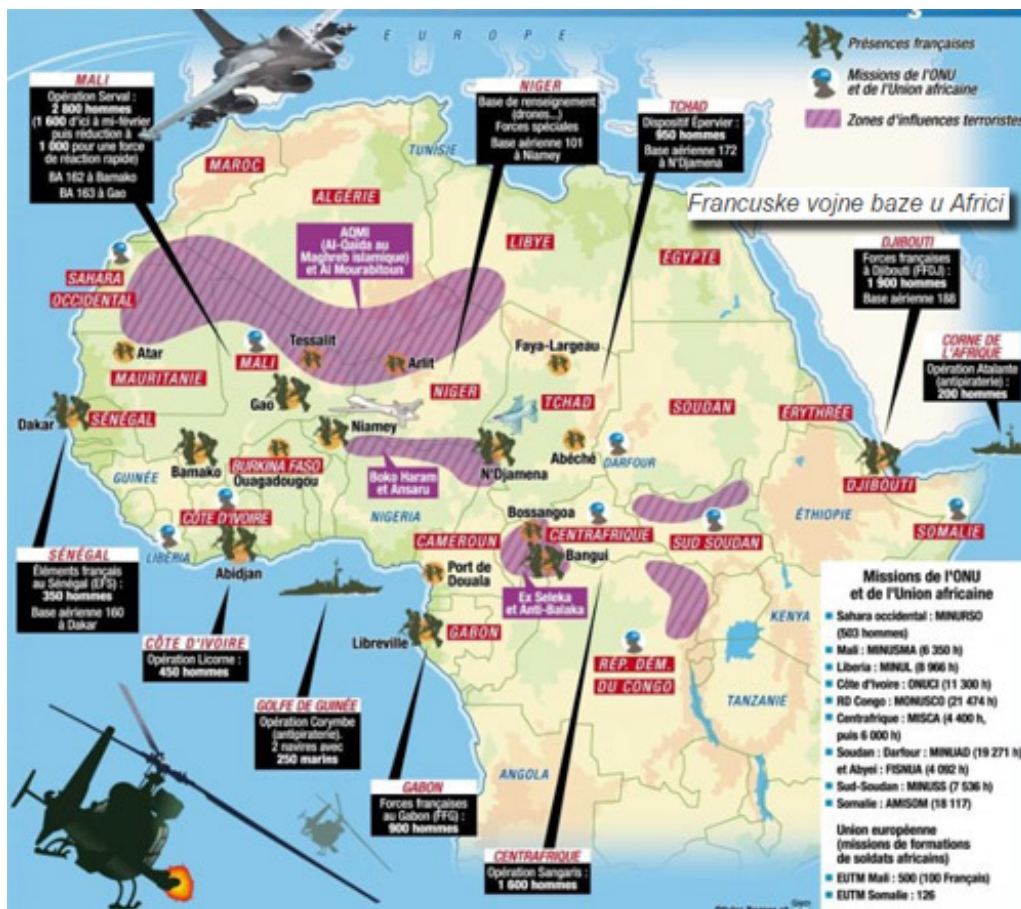 EUROPE
Présences françaises
Missions de l'ONU
et de l'Union africaine
Zones d'influences terroristes
Francuske vojne baze u Africi
MALI
Opération Serval :
2 800 hommes
(1 600 d'ici à mi-février
puis réduction à
1 000 pour une force
de réaction rapide)
BA 162 à Bamako
BA 163 à Gao
NIGER
Base de renseignement
(drones...)
Forces spéciales
Base aérienne 101
à Niamey
TCHAD
Dispositif Épervier :
950 hommes
Base aérienne 172
à N'Djamena
DJIBOUTI
Forces françaises
à Djibouti (FFDJ) :
1 900 hommes
Base aérienne 188
CORNE DE
L'AFRIQUE
Opération Atalante
(antipiraterie) :
200 hommes
MAROC
TUNISIE
ALGÉRIE
LIBYE
ÉGYPTE
AQMI
(Al-Qaïda au
Maghreb islamique)
et Al Mourabitoun
SAHARA
OCCIDENTAL
Atar
MAURITANIE
MALI
Tessalit
Arlit
NIGER
Faya-Largeau
TCHAD
SOUDAN
ÉRYTHRÉE
Dakar
SÉNÉGAL
Gao
Niamey
Bamako
BURKINA FASO
Ouagadougou
Boko Haram
et Ansaru
N'Djamena
Abéché
DARFOUR
DJIBOUTI
GUINÉE
CÔTE D'IVOIRE
LIBÉRIA
Abidjan
NIGERIA
CAMEROUN
Bossangoa
CENTRAFRIQUE
Bangui
SUD SOUDAN
ÉTHIOPIE
SOMALIE
Port de
Douala
Ex Seleka
et Anti-Balaka
Libreville
GABON
RÉP. DÉM.
DU CONGO
KENYA
TANZANIE
ANGOLA
SÉNÉGAL
Éléments français
au Sénégal (EFS) :
350 hommes
Base aérienne 160
à Dakar
CÔTE D'IVOIRE
Opération Licorne :
450 hommes
GOLFE DE GUINÉE
Opération Corymbe
(antipiraterie).
2 navires avec
250 marins
GABON
Forces françaises
au Gabon (FFG) :
900 hommes
CENTRAFRIQUE
Opération Sangaris :
1 600 hommes
Missions de l'ONU
et de l'Union africaine
Sahara occidental : MINURSO
(503 hommes)
Mali : MINUSMA (6 350 h)
Liberia : MINUL (8 966 h)
Côte d'Ivoire : ONUCI (11 300 h)
RD Congo : MONUSCO (21 474 h)
Centrafrique : MISCA (4 400 h,
puis 6 000 h)
Soudan : Darfour : MINUAD (19 271 h)
et Abyei : FISNUA (4 092 h)
Sud-Soudan : MINUSS (7 536 h)
Somalie : AMISOM (18 117)
Union européenne
(missions de formations
de soldats africains)
EUTM Mali : 500 (100 Français)
EUTM Somalie : 126